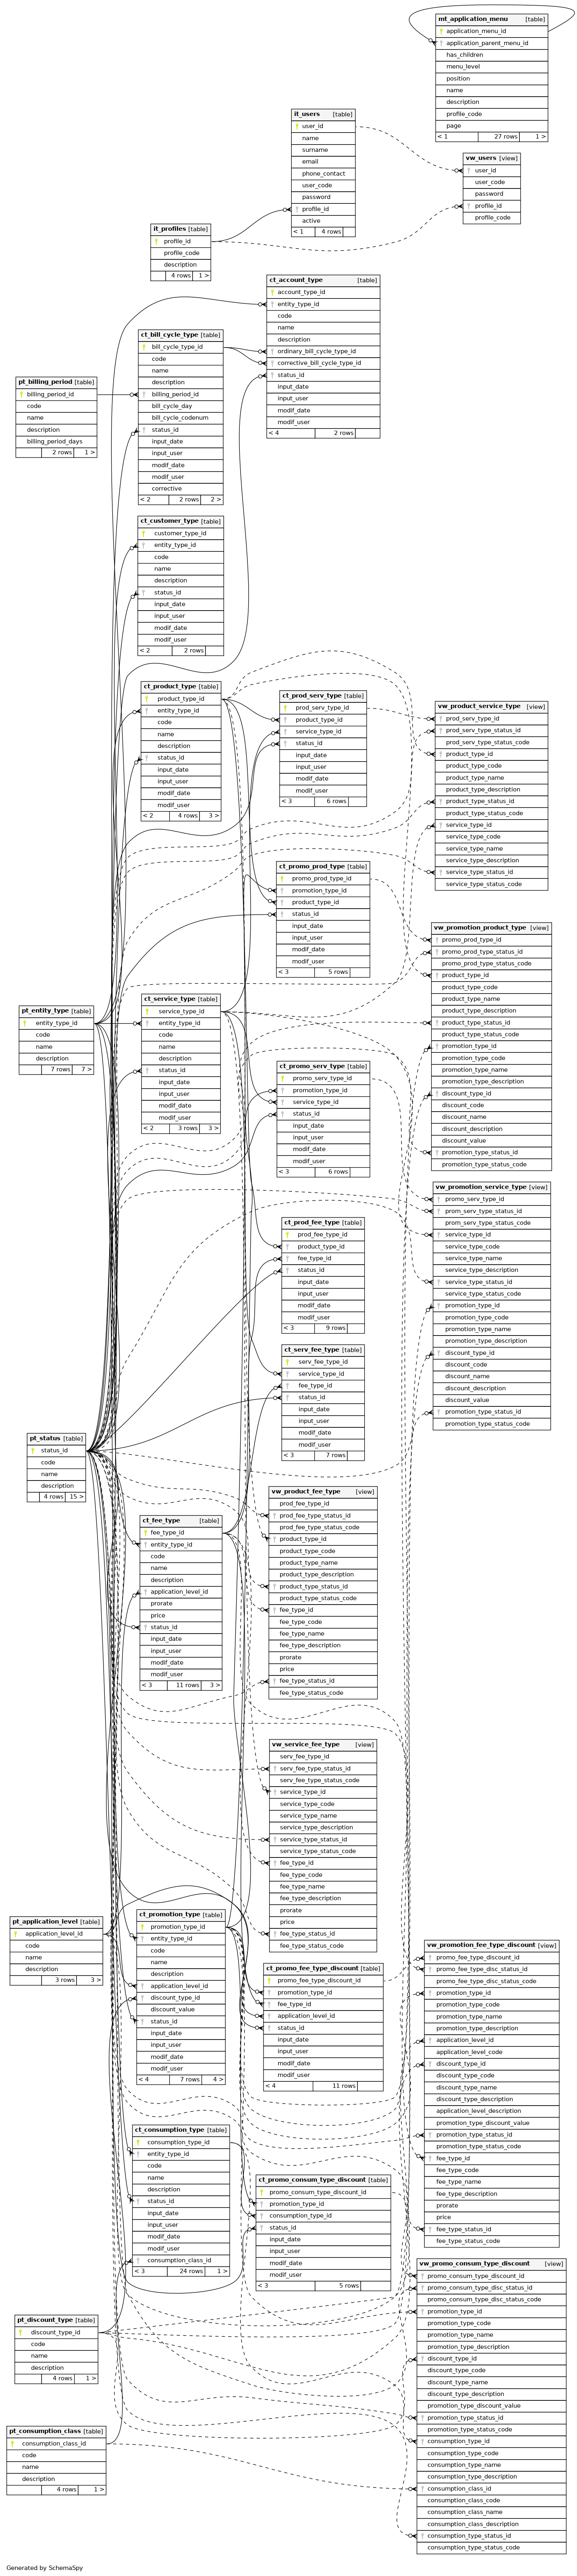 mt_application_menu [table]
application_menu_id
application_parent_menu_id
has_children
menu_level
position
name
description
profile_code
page
< 1 27 rows 1 >
it_users [table]
user_id
name
surname
email
phone_contact
user_code
password
profile_id
active
< 1 4 rows
vw_users [view]
user_id
user_code
password
profile_id
profile_code
it_profiles [table]
profile_id
profile_code
description
4 rows 1 >
ct_account_type [table]
account_type_id
entity_type_id
code
name
description
ordinary_bill_cycle_type_id
corrective_bill_cycle_type_id
status_id
input_date
input_user
modif_date
modif_user
< 4 2 rows
ct_bill_cycle_type [table]
bill_cycle_type_id
code
name
description
billing_period_id
bill_cycle_day
bill_cycle_codenum
status_id
input_date
input_user
modif_date
modif_user
corrective
< 2 2 rows 2 >
pt_billing_period [table]
billing_period_id
code
name
description
billing_period_days
2 rows 1 >
ct_customer_type [table]
customer_type_id
entity_type_id
code
name
description
status_id
input_date
input_user
modif_date
modif_user
< 2 2 rows
ct_product_type [table]
product_type_id
entity_type_id
code
name
description
status_id
input_date
input_user
modif_date
modif_user
< 2 4 rows 3 >
ct_prod_serv_type [table]
prod_serv_type_id
product_type_id
service_type_id
status_id
input_date
input_user
modif_date
modif_user
< 3 6 rows
vw_product_service_type [view]
prod_serv_type_id
prod_serv_type_status_id
prod_serv_type_status_code
product_type_id
product_type_code
product_type_name
product_type_description
product_type_status_id
product_type_status_code
service_type_id
service_type_code
service_type_name
service_type_description
service_type_status_id
service_type_status_code
ct_promo_prod_type [table]
promo_prod_type_id
promotion_type_id
product_type_id
status_id
input_date
input_user
modif_date
modif_user
< 3 5 rows
vw_promotion_product_type [view]
promo_prod_type_id
promo_prod_type_status_id
promo_prod_type_status_code
product_type_id
product_type_code
product_type_name
product_type_description
product_type_status_id
product_type_status_code
promotion_type_id
promotion_type_code
promotion_type_name
promotion_type_description
discount_type_id
discount_code
discount_name
discount_description
discount_value
promotion_type_status_id
promotion_type_status_code
ct_service_type [table]
service_type_id
entity_type_id
code
name
description
status_id
input_date
input_user
modif_date
modif_user
< 2 3 rows 3 >
pt_entity_type [table]
entity_type_id
code
name
description
7 rows 7 >
ct_promo_serv_type [table]
promo_serv_type_id
promotion_type_id
service_type_id
status_id
input_date
input_user
modif_date
modif_user
< 3 6 rows
vw_promotion_service_type [view]
promo_serv_type_id
prom_serv_type_status_id
prom_serv_type_status_code
service_type_id
service_type_code
service_type_name
service_type_description
service_type_status_id
service_type_status_code
promotion_type_id
promotion_type_code
promotion_type_name
promotion_type_description
discount_type_id
discount_code
discount_name
discount_description
discount_value
promotion_type_status_id
promotion_type_status_code
ct_prod_fee_type [table]
prod_fee_type_id
product_type_id
fee_type_id
status_id
input_date
input_user
modif_date
modif_user
< 3 9 rows
ct_serv_fee_type [table]
serv_fee_type_id
service_type_id
fee_type_id
status_id
input_date
input_user
modif_date
modif_user
< 3 7 rows
pt_status [table]
status_id
code
name
description
4 rows 15 >
vw_product_fee_type [view]
prod_fee_type_id
prod_fee_type_status_id
prod_fee_type_status_code
product_type_id
product_type_code
product_type_name
product_type_description
product_type_status_id
product_type_status_code
fee_type_id
fee_type_code
fee_type_name
fee_type_description
prorate
price
fee_type_status_id
fee_type_status_code
ct_fee_type [table]
fee_type_id
entity_type_id
code
name
description
application_level_id
prorate
price
status_id
input_date
input_user
modif_date
modif_user
< 3 11 rows 3 >
vw_service_fee_type [view]
serv_fee_type_id
serv_fee_type_status_id
serv_fee_type_status_code
service_type_id
service_type_code
service_type_name
service_type_description
service_type_status_id
service_type_status_code
fee_type_id
fee_type_code
fee_type_name
fee_type_description
prorate
price
fee_type_status_id
fee_type_status_code
ct_promotion_type [table]
promotion_type_id
entity_type_id
code
name
description
application_level_id
discount_type_id
discount_value
status_id
input_date
input_user
modif_date
modif_user
< 4 7 rows 4 >
pt_application_level [table]
application_level_id
code
name
description
3 rows 3 >
ct_promo_fee_type_discount [table]
promo_fee_type_discount_id
promotion_type_id
fee_type_id
application_level_id
status_id
input_date
input_user
modif_date
modif_user
< 4 11 rows
vw_promotion_fee_type_discount [view]
promo_fee_type_discount_id
promo_fee_type_disc_status_id
promo_fee_type_disc_status_code
promotion_type_id
promotion_type_code
promotion_type_name
promotion_type_description
application_level_id
application_level_code
discount_type_id
discount_type_code
discount_type_name
discount_type_description
application_level_description
promotion_type_discount_value
promotion_type_status_id
promotion_type_status_code
fee_type_id
fee_type_code
fee_type_name
fee_type_description
prorate
price
fee_type_status_id
fee_type_status_code
ct_consumption_type [table]
consumption_type_id
entity_type_id
code
name
description
status_id
input_date
input_user
modif_date
modif_user
consumption_class_id
< 3 24 rows 1 >
ct_promo_consum_type_discount [table]
promo_consum_type_discount_id
promotion_type_id
consumption_type_id
status_id
input_date
input_user
modif_date
modif_user
< 3 5 rows
vw_promo_consum_type_discount [view]
promo_consum_type_discount_id
promo_consum_type_disc_status_id
promo_consum_type_disc_status_code
promotion_type_id
promotion_type_code
promotion_type_name
promotion_type_description
discount_type_id
discount_type_code
discount_type_name
discount_type_description
promotion_type_discount_value
promotion_type_status_id
promotion_type_status_code
consumption_type_id
consumption_type_code
consumption_type_name
consumption_type_description
consumption_class_id
consumption_class_code
consumption_class_name
consumption_class_description
consumption_type_status_id
consumption_type_status_code
pt_discount_type [table]
discount_type_id
code
name
description
4 rows 1 >
pt_consumption_class [table]
consumption_class_id
code
name
description
4 rows 1 >
Generated by SchemaSpy